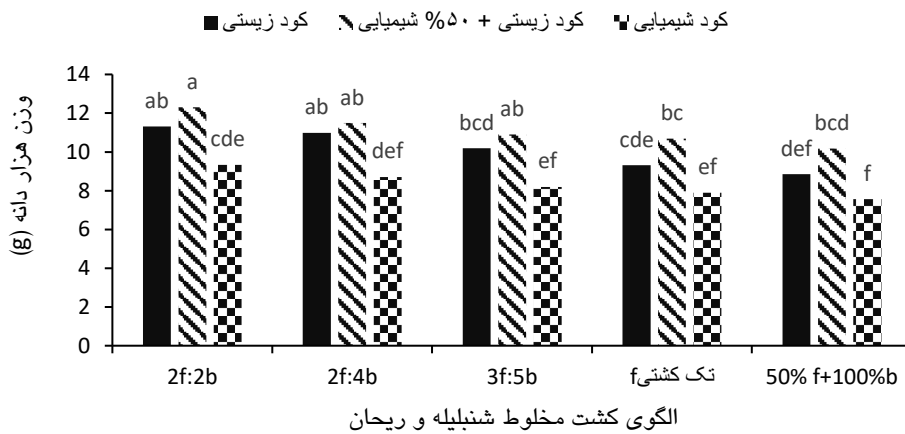 کود زیستی کود زیستی + ۵۰% شیمیایی کود شیمیایی
وزن هزار دانه (g)
14
12
10
8
6
4
2
0
ab a cde
ab ab def
bcd ab ef
cde bc ef
def bcd f
2f:2b 2f:4b 3f:5b تک کشتیf 50% f+100%b
الگوی کشت مخلوط شنبلیله و ریحان